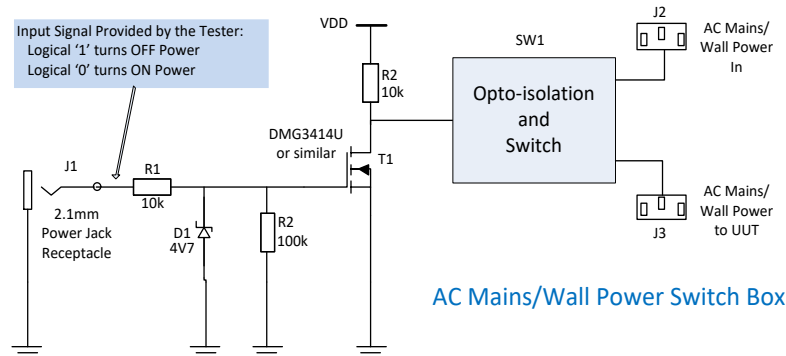 Input Signal Provided by the Tester:
Logical ‘1’ turns OFF Power
Logical ‘0’ turns ON Power
VDD
R2
10k
DMG3414U
or similar
T1
SW1
Opto-isolation
and
Switch
J2
AC Mains/
Wall Power
In
J1
2.1mm
Power Jack
Receptacle
R1
10k
D1
4V7
R2
100k
J3
AC Mains/
Wall Power
to UUT
AC Mains/Wall Power Switch Box